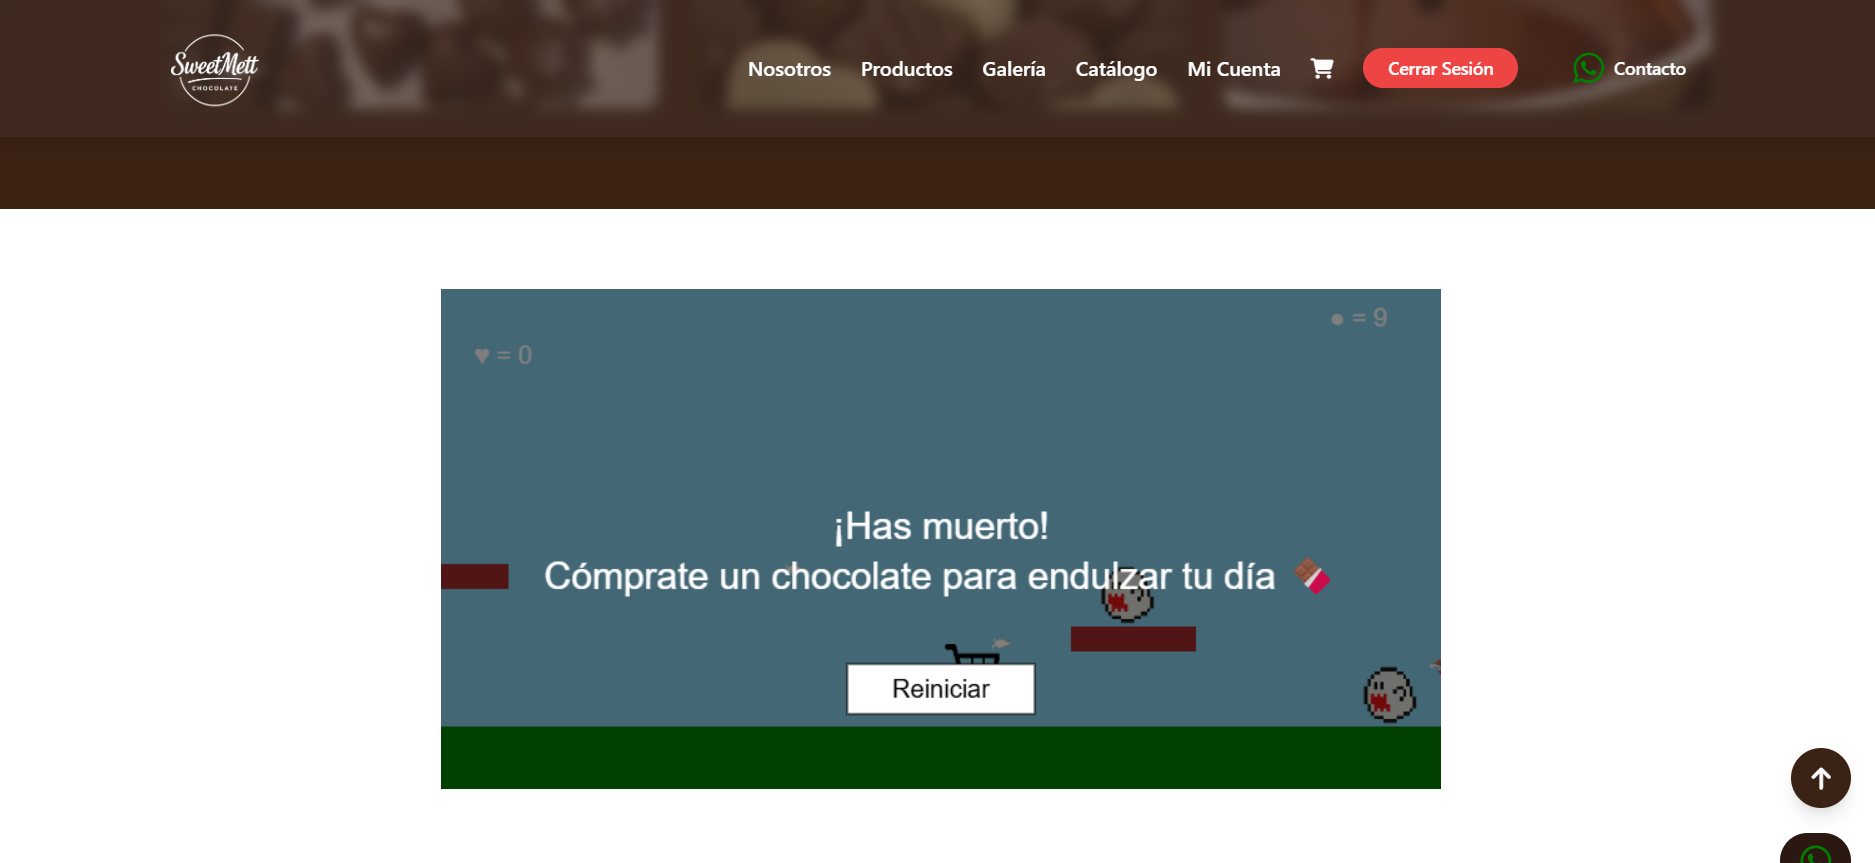 SweetMett
CHOCOLATE
Nosotros
Productos
Galería
Catálogo
Mi Cuenta
Cerrar Sesión
Contacto
● = 9
♥ = 0
¡Has muerto!
Cómprate un chocolate para endulzar tu día 🍫
Reiniciar